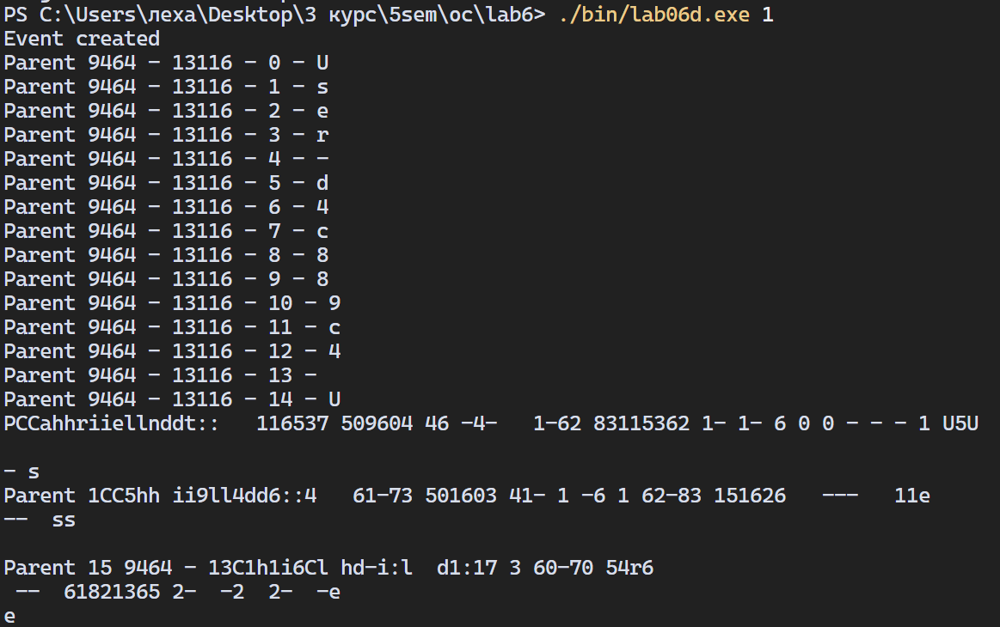 PS C:\Users\леха\Desktop\3 курс\5sem\ос\lab6> ./bin/lab06d.exe 1
Event created
Parent 9464 - 13116 - 0 - U
Parent 9464 - 13116 - 1 - s
Parent 9464 - 13116 - 2 - e
Parent 9464 - 13116 - 3 - r
Parent 9464 - 13116 - 4 - -
Parent 9464 - 13116 - 5 - d
Parent 9464 - 13116 - 6 - 4
Parent 9464 - 13116 - 7 - c
Parent 9464 - 13116 - 8 - 8
Parent 9464 - 13116 - 9 - 8
Parent 9464 - 13116 - 10 - 9
Parent 9464 - 13116 - 11 - c
Parent 9464 - 13116 - 12 - 4
Parent 9464 - 13116 - 13 -
Parent 9464 - 13116 - 14 - U
PCCahhriiellnddt::   116537 509604 46 -4-   1-62 83115362 1- 1- 6 0 0 - - - 1 U5U
- s
Parent 1CC5hh ii9ll4dd6::4   61-73 501603 41- 1 -6 1 62-83 151626   ---   11e
--  ss
Parent 15 9464 - 13C1h1i6Cl hd-i:l  d1:17 3 60-70 54r6
 --  61821365 2-  -2  2-  -e
e